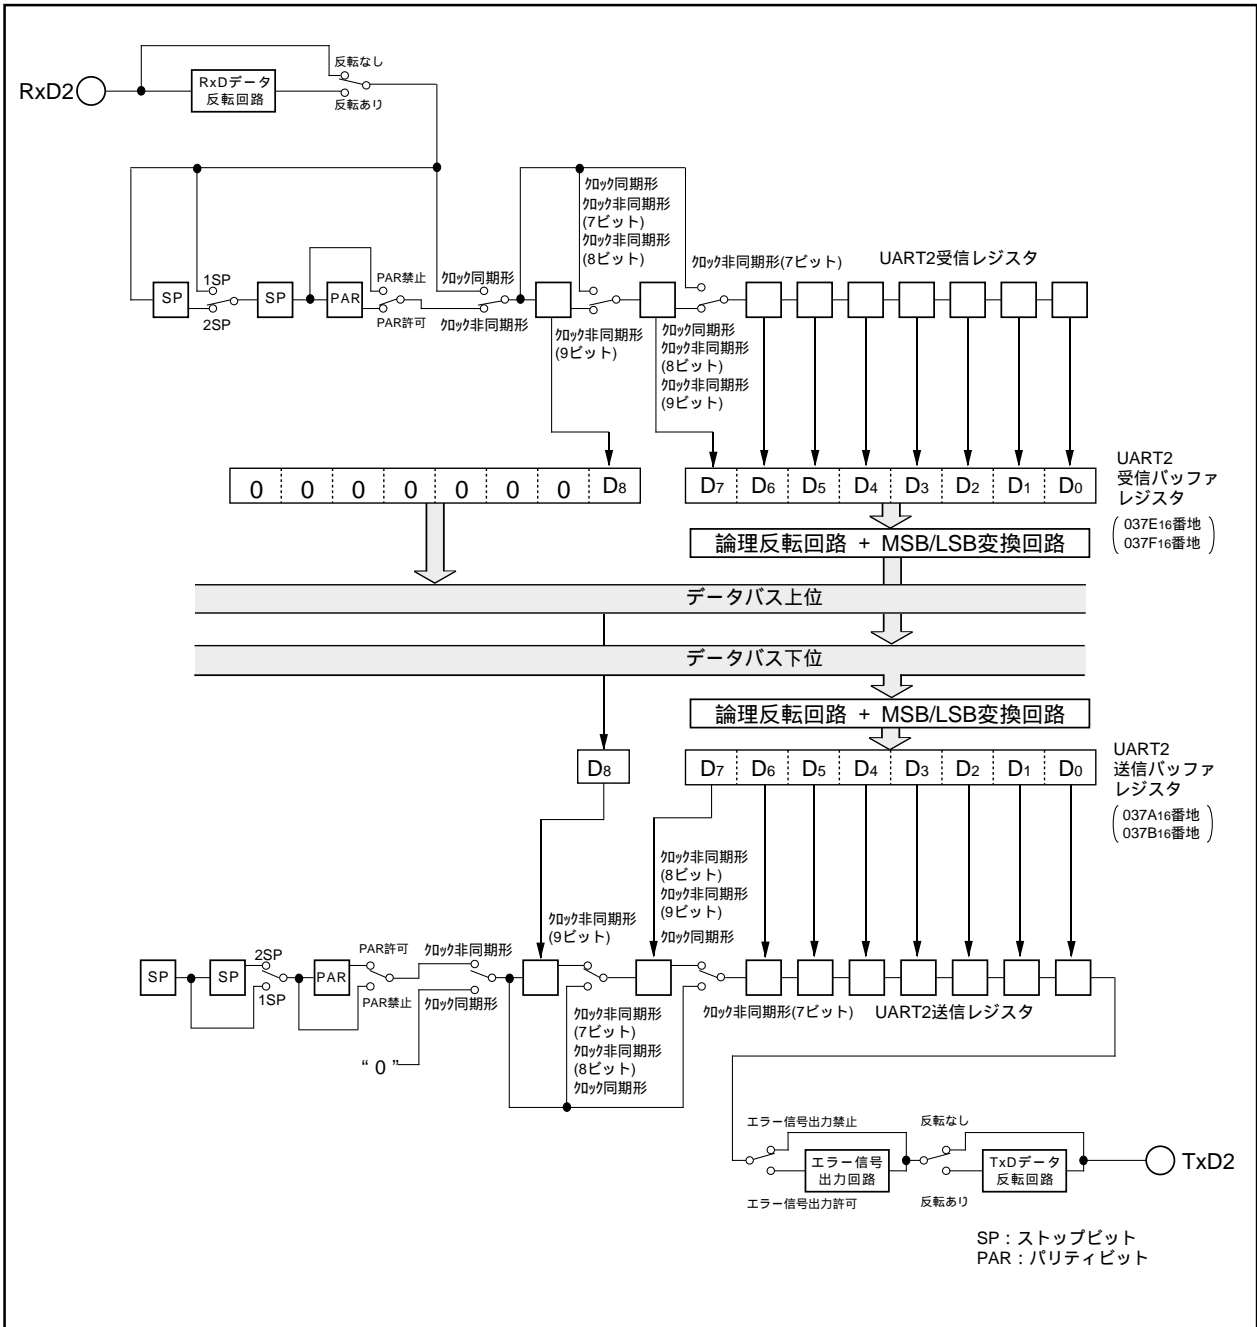 反転なし
RxD2
RxDデータ
反転回路
反転あり
クロック同期形
クロック非同期形
(7ビット)
クロック非同期形
(8ビット)
クロック非同期形(7ビット)
UART2受信レジスタ
SP
1SP
2SP
SP
PAR
PAR禁止
PAR許可
クロック同期形
クロック非同期形
クロック非同期形
(9ビット)
クロック同期形
クロック非同期形
(8ビット)
クロック非同期形
(9ビット)
0 0 0 0 0 0 0 D8
D7 D6 D5 D4 D3 D2 D1 D0
UART2
受信バッファ
レジスタ
(037E16番地
037F16番地)
論理反転回路 + MSB/LSB変換回路
データバス上位
データバス下位
論理反転回路 + MSB/LSB変換回路
D8
D7 D6 D5 D4 D3 D2 D1 D0
UART2
送信バッファ
レジスタ
(037A16番地
037B16番地)
クロック非同期形
(8ビット)
クロック非同期形
(9ビット)
クロック同期形
クロック非同期形
(9ビット)
SP
SP
2SP
1SP
PAR
PAR許可
PAR禁止
クロック非同期形
クロック同期形
“ 0 ”
クロック非同期形
(7ビット)
クロック非同期形
(8ビット)
クロック同期形
クロック非同期形(7ビット)
UART2送信レジスタ
エラー信号出力禁止
エラー信号
出力回路
エラー信号出力許可
反転なし
TxDデータ
反転回路
反転あり
TxD2
SP:ストップビット
PAR:パリティビット